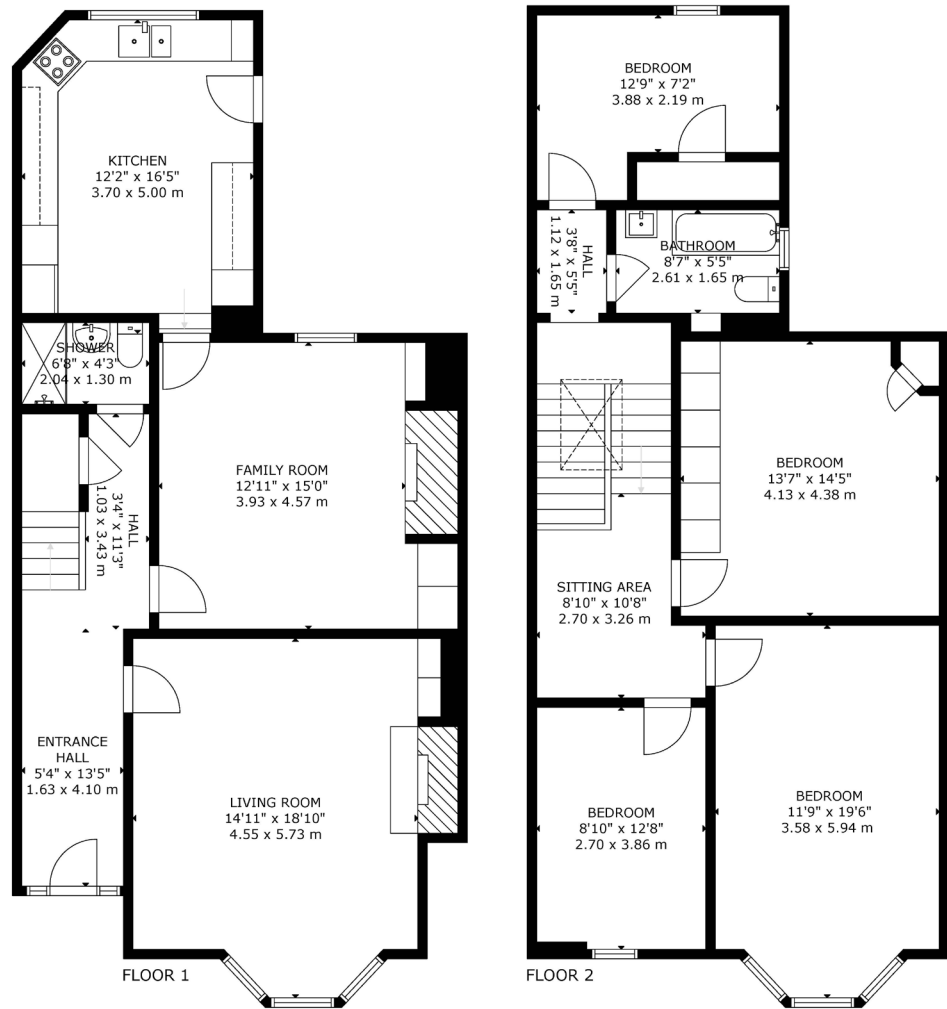 KITCHEN
12'2" x 16'5"
3.70 x 5.00 m
SHOWER
6'8" x 4'3"
2.04 x 1.30 m
HALL
3'4" x 11'3"
1.03 x 3.43 m
FAMILY ROOM
12'11" x 15'0"
3.93 x 4.57 m
ENTRANCE
HALL
5'4" x 13'5"
1.63 x 4.10 m
LIVING ROOM
14'11" x 18'10"
4.55 x 5.73 m
FLOOR 1
BEDROOM
12'9" x 7'2"
3.88 x 2.19 m
HALL
3'8" x 5'5"
1.12 x 1.65 m
BATHROOM
8'7" x 5'5"
2.61 x 1.65 m
BEDROOM
13'7" x 14'5"
4.13 x 4.38 m
SITTING AREA
8'10" x 10'8"
2.70 x 3.26 m
BEDROOM
8'10" x 12'8"
2.70 x 3.86 m
BEDROOM
11'9" x 19'6"
3.58 x 5.94 m
FLOOR 2